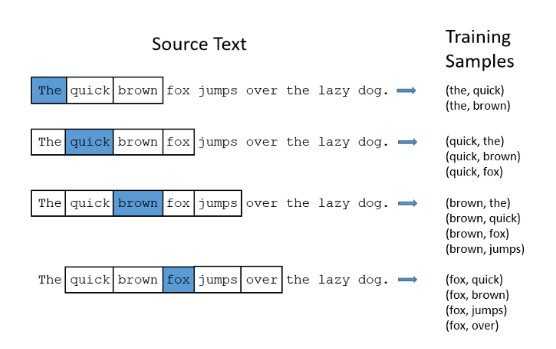 Source Text
Training
Samples
The quick brown fox jumps over the lazy dog.
(the, quick)
(the, brown)
The quick brown fox jumps over the lazy dog.
(quick, the)
(quick, brown)
(quick, fox)
The quick brown fox jumps over the lazy dog.
(brown, the)
(brown, quick)
(brown, fox)
(brown, jumps)
The quick brown fox jumps over the lazy dog.
(fox, quick)
(fox, brown)
(fox, jumps)
(fox, over)